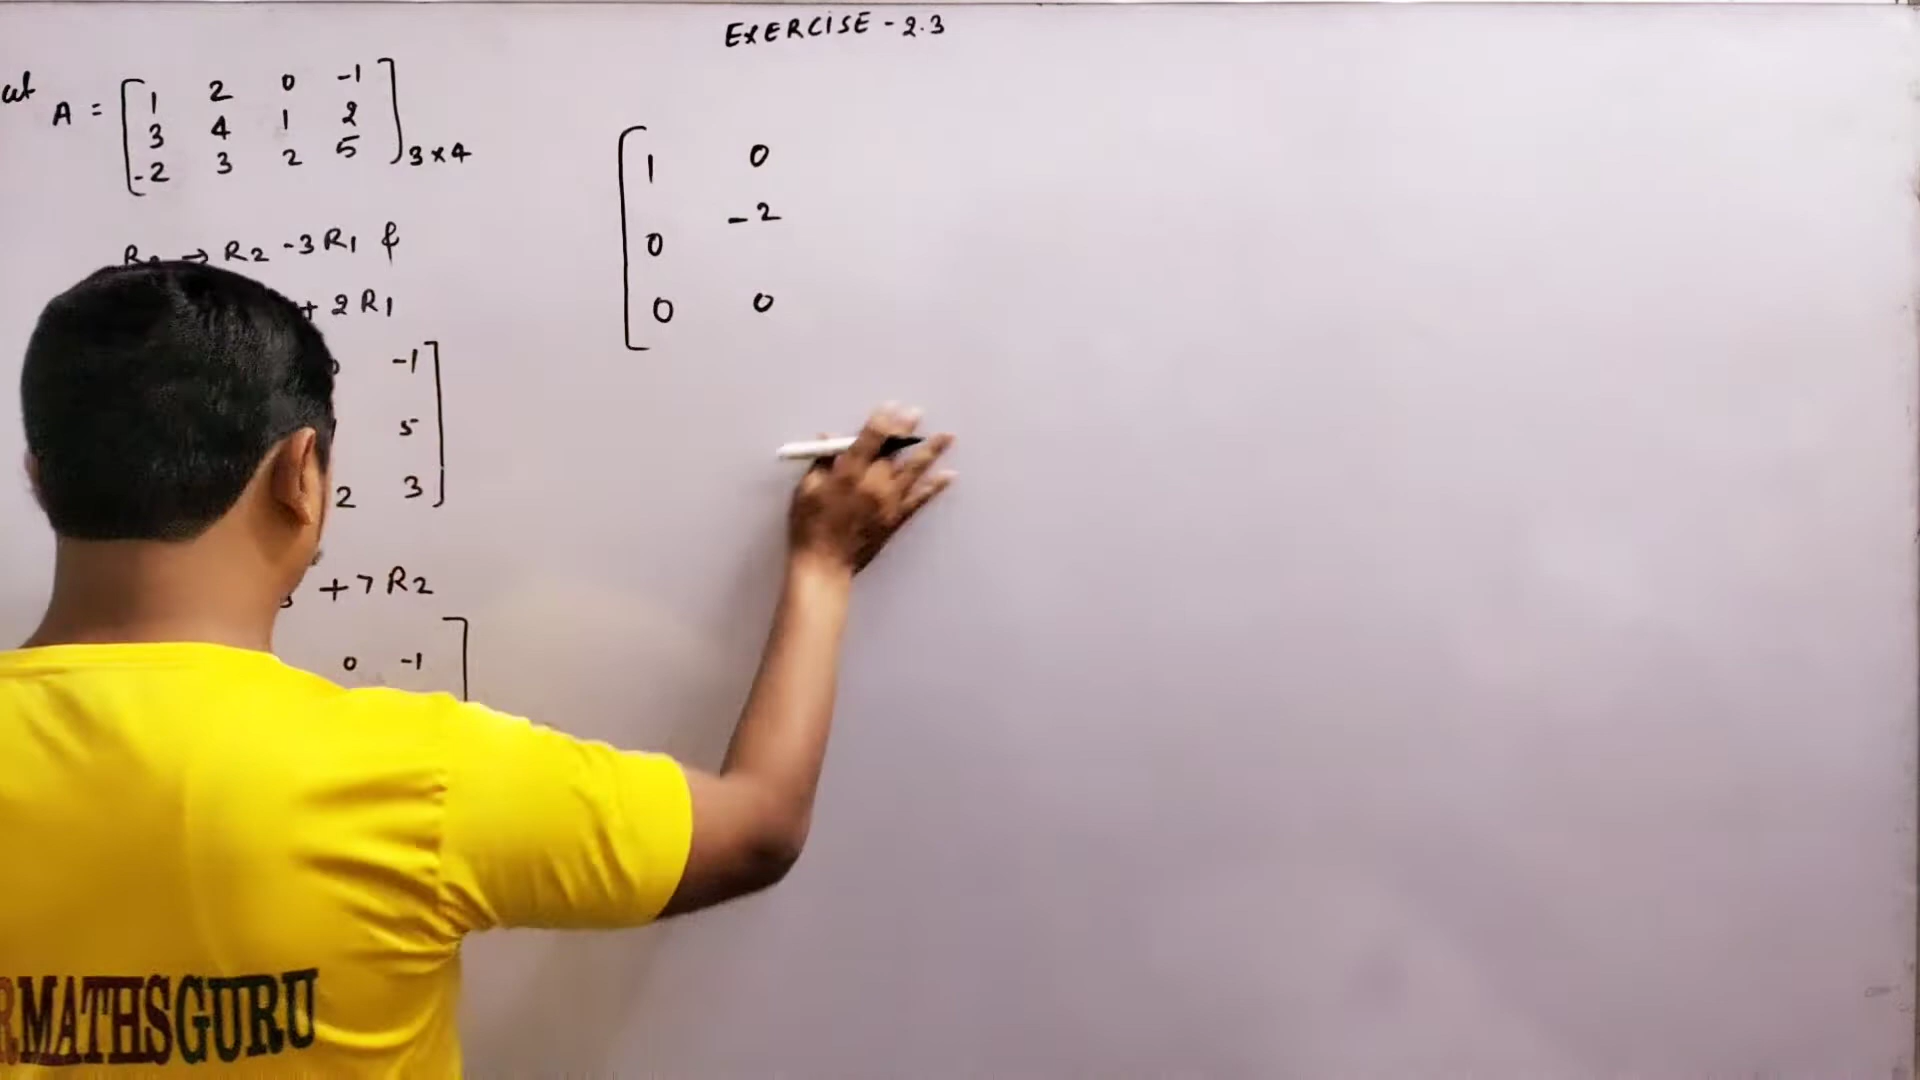 EXERCISE - 2.3
A = [1 2 0 -1
3 4 1 2
-2 3 2 5] 3×4
R2 → R2 - 3R1 &
+ 2R1
0 -1]
5
2 3
3 + 7R2
0 -1]
[1 0
0 -2
0 0
RMATHSGURU